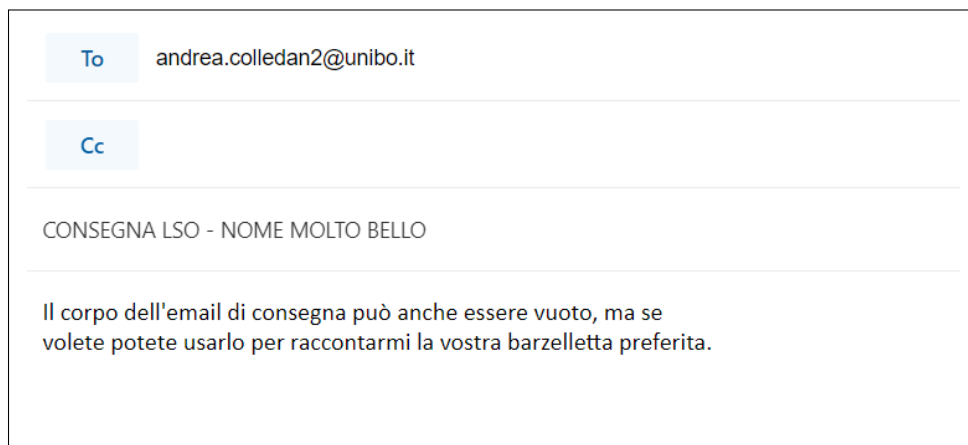 To andrea.colledan2@unibo.it
Cc
CONSEGNA LSO - NOME MOLTO BELLO
Il corpo dell'email di consegna può anche essere vuoto, ma se
volete potete usarlo per raccontarmi la vostra barzelletta preferita.